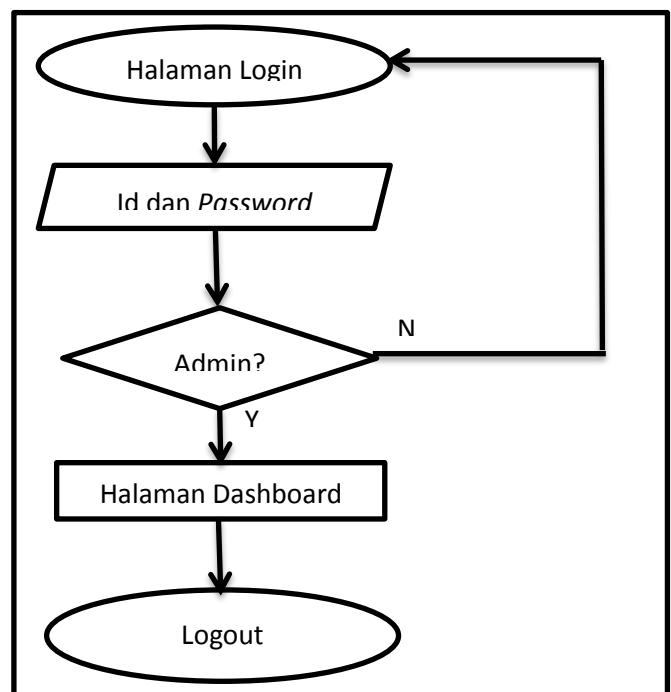 Halaman Login
Id dan Password
N
Admin?
Y
Halaman Dashboard
Logout